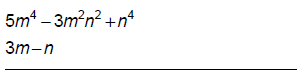 5m⁴ – 3m²n² + n⁴
3m – n